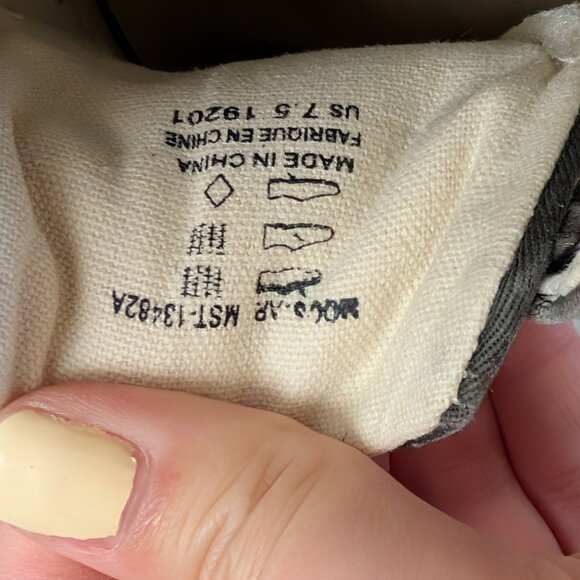 MST-13482A
MADE IN CHINA
FABRIQUE EN CHINE
US 7.5 19201